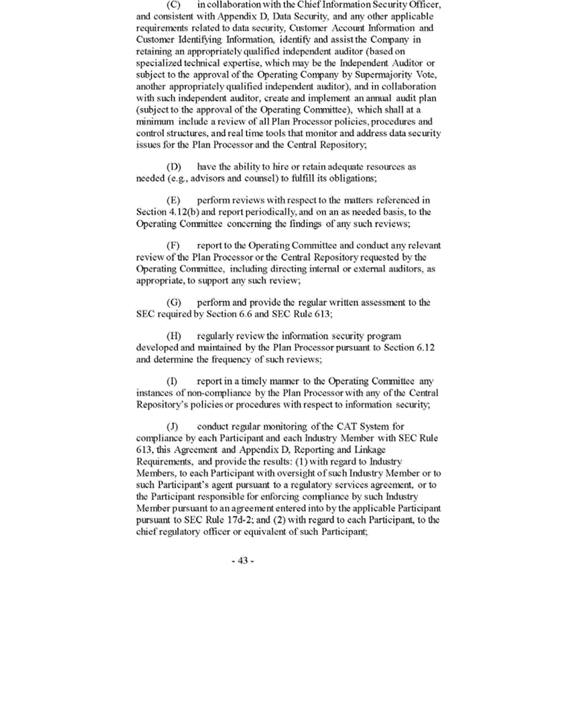 (C) in collaboration with the Chief Information Security Officer,
and consistent with Appendix D, Data Security, and any other applicable
requirements related to data security, Customer Account Information and
Customer Identifying Information, identify and assist the Company in
retaining an appropriately qualified independent auditor (based on
specialized technical expertise, which may be the Independent Auditor or
subject to the approval of the Operating Company by Supermajority Vote,
another appropriately qualified independent auditor), and in collaboration
with such independent auditor, create and implement an annual audit plan
(subject to the approval of the Operating Committee), which shall at a
minimum include a review of all Plan Processor policies, procedures and
control structures, and real time tools that monitor and address data security
issues for the Plan Processor and the Central Repository;
(D) have the ability to hire or retain adequate resources as
needed (e.g., advisors and counsel) to fulfill its obligations;
(E) perform reviews with respect to the matters referenced in
Section 4.12(b) and report periodically, and on an as needed basis, to the
Operating Committee concerning the findings of any such reviews;
(F) report to the Operating Committee and conduct any relevant
review of the Plan Processor or the Central Repository requested by the
Operating Committee, including directing internal or external auditors, as
appropriate, to support any such review;
(G) perform and provide the regular written assessment to the
SEC required by Section 6.6 and SEC Rule 613;
(H) regularly review the information security program
developed and maintained by the Plan Processor pursuant to Section 6.12
and determine the frequency of such reviews;
(I) report in a timely manner to the Operating Committee any
instances of non-compliance by the Plan Processor with any of the Central
Repository's policies or procedures with respect to information security;
(J) conduct regular monitoring of the CAT System for
compliance by each Participant and each Industry Member with SEC Rule
613, this Agreement and Appendix D, Reporting and Linkage
Requirements, and provide the results: (1) with regard to Industry
Members, to each Participant with oversight of such Industry Member or to
such Participant's agent pursuant to a regulatory services agreement, or to
the Participant responsible for enforcing compliance by such Industry
Member pursuant to an agreement entered into by the applicable Participant
pursuant to SEC Rule 17d-2; and (2) with regard to each Participant, to the
chief regulatory officer or equivalent of such Participant;
- 43 -